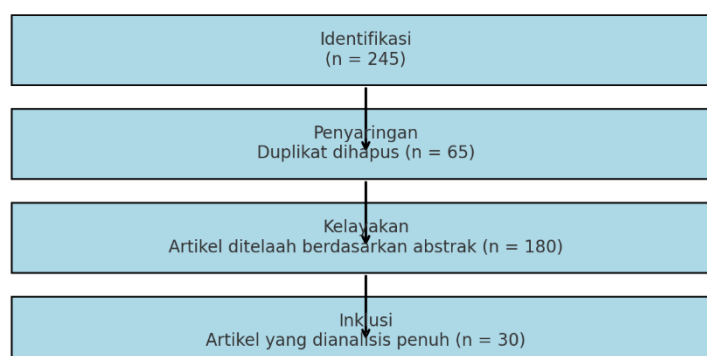 Identifikasi
(n = 245)
Penyaringan
Duplikat dihapus (n = 65)
Kelayakan
Artikel ditelaah berdasarkan abstrak (n = 180)
Inklusi
Artikel yang dianalisis penuh (n = 30)